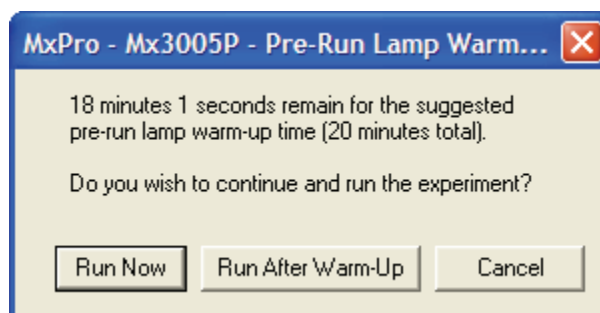 MxPro - Mx3005P - Pre-Run Lamp Warm...
18 minutes 1 seconds remain for the suggested
pre-run lamp warm-up time (20 minutes total).
Do you wish to continue and run the experiment?
Run Now Run After Warm-Up Cancel